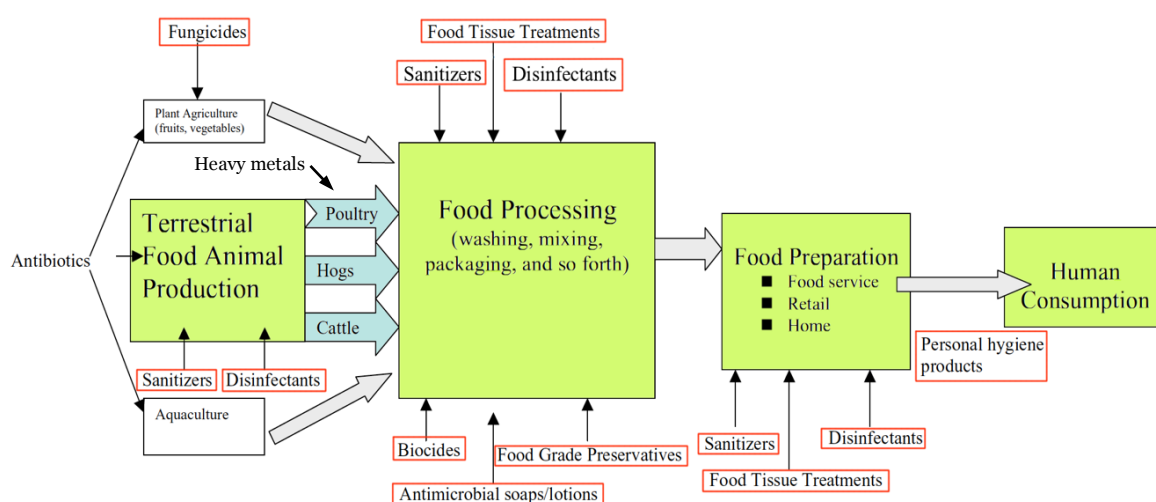 Fungicides
Food Tissue Treatments
Sanitizers
Disinfectants
Plant Agriculture
(fruits, vegetables)
Heavy metals
Terrestrial
Food Animal
Production
Poultry
Hogs
Cattle
Antibiotics
Food Processing
(washing, mixing,
packaging, and so forth)
Food Preparation
■ Food service
■ Retail
■ Home
Human
Consumption
Personal hygiene
products
Sanitizers
Disinfectants
Aquaculture
Biocides
Food Grade Preservatives
Antimicrobial soaps/lotions
Sanitizers
Disinfectants
Food Tissue Treatments